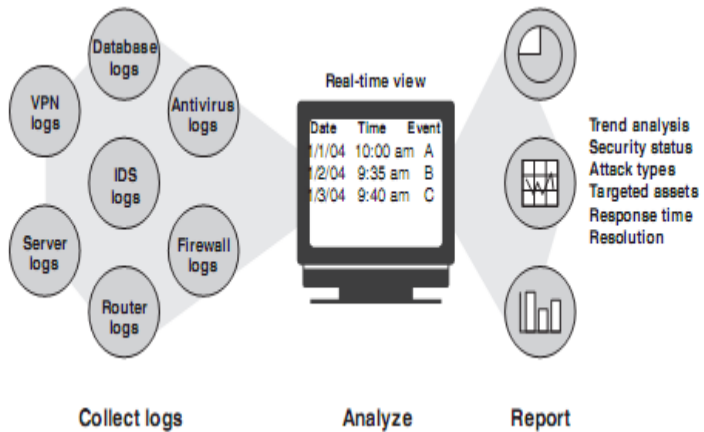 Database
logs
VPN
logs
Antivirus
logs
IDS
logs
Server
logs
Firewall
logs
Router
logs
Real-time view
Date Time Event
1/1/04 10:00 am A
1/2/04 9:35 am B
1/3/04 9:40 am C
Trend analysis
Security status
Attack types
Targeted assets
Response time
Resolution
Collect logs
Analyze
Report